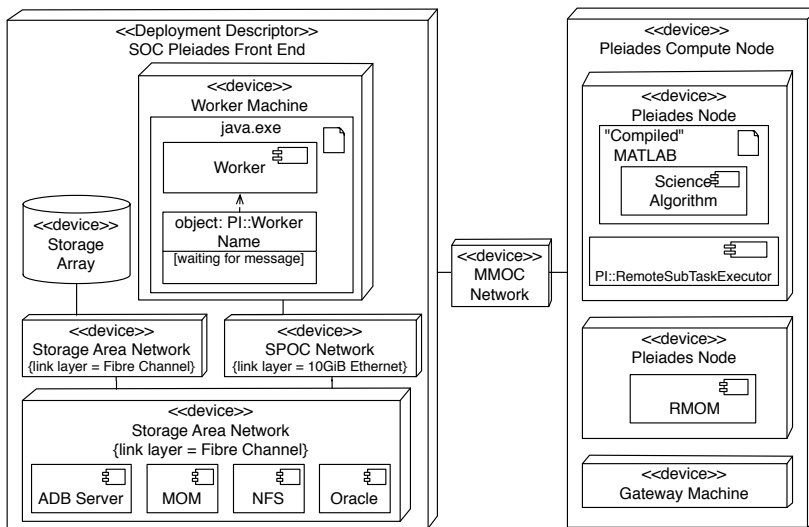 <<Deployment Descriptor>>
SOC Pleiades Front End
<<device>>
Worker Machine
java.exe
Worker
object: PI::Worker
Name
[waiting for message]
<<device>>
Storage
Array
<<device>>
Storage Area Network
{link layer = Fibre Channel}
<<device>>
SPOC Network
{link layer = 10GiB Ethernet}
<<device>>
Storage Area Network
{link layer = Fibre Channel}
ADB Server
MOM
NFS
Oracle
<<device>>
MMOC
Network
<<device>>
Pleiades Compute Node
<<device>>
Pleiades Node
"Compiled"
MATLAB
Science
Algorithm
PI::RemoteSubTaskExecutor
<<device>>
Pleiades Node
RMOM
<<device>>
Gateway Machine